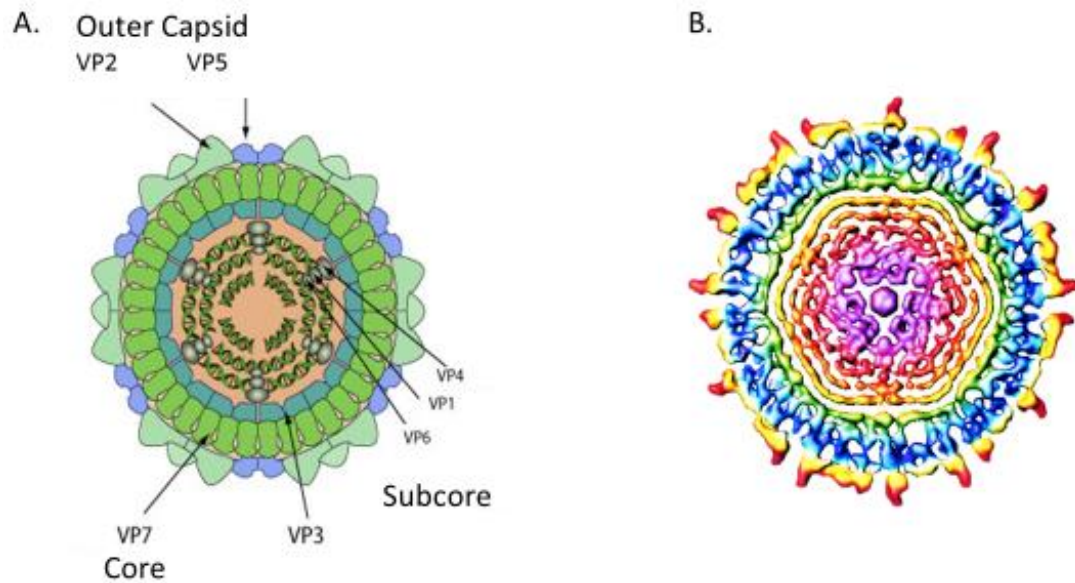 A.
Outer Capsid
VP2 VP5
VP4
VP1
VP6
Subcore
VP7 VP3
Core
B.